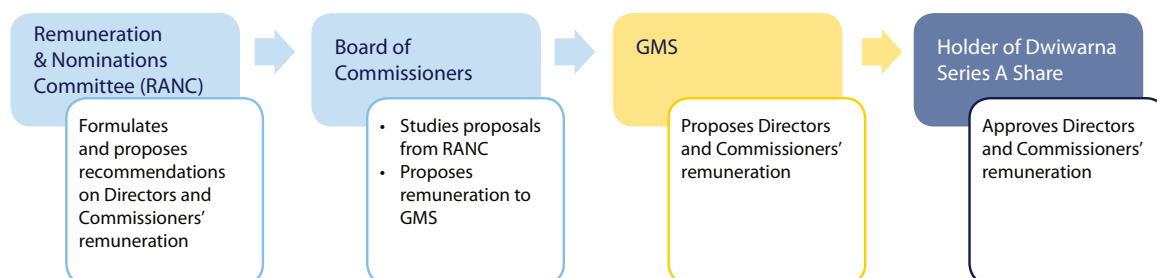 Remuneration
& Nominations
Committee (RANC)
Formulates
and proposes
recommendations
on Directors and
Commissioners'
remuneration
Board of
Commissioners
• Studies proposals
from RANC
• Proposes
remuneration to
GMS
GMS
Proposes Directors
and Commissioners'
remuneration
Holder of Dwiwarna
Series A Share
Approves Directors
and Commissioners'
remuneration